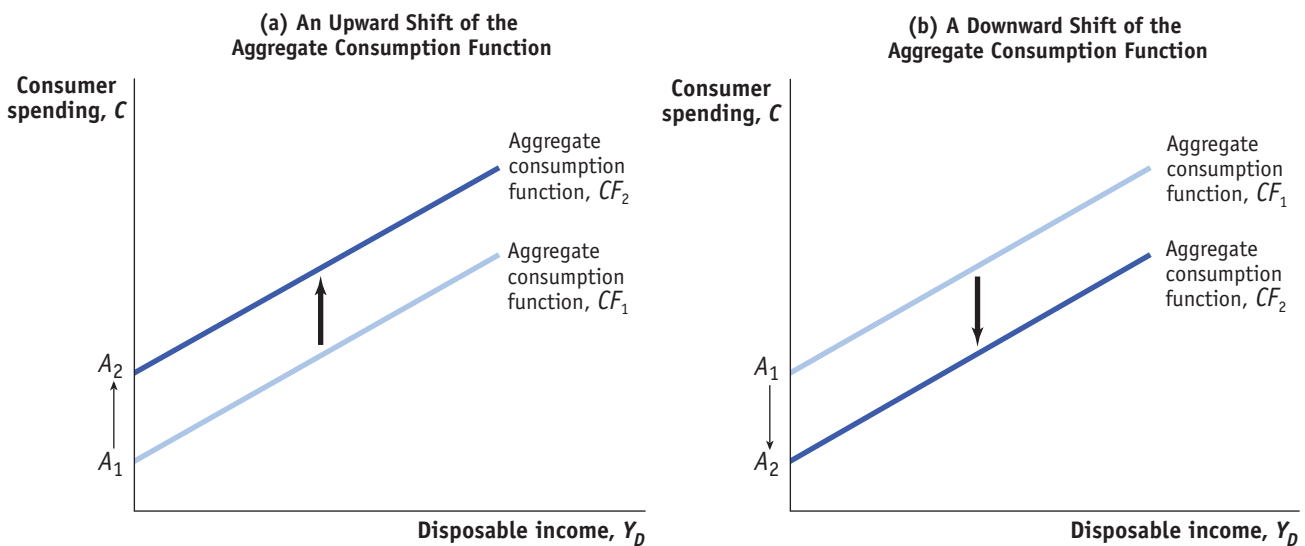 (a) An Upward Shift of the
Aggregate Consumption Function
Consumer
spending, C
Aggregate
consumption
function, CF₂
Aggregate
consumption
function, CF₁
A₂
A₁
Disposable income, Y_D
(b) A Downward Shift of the
Aggregate Consumption Function
Consumer
spending, C
Aggregate
consumption
function, CF₁
Aggregate
consumption
function, CF₂
A₁
A₂
Disposable income, Y_D